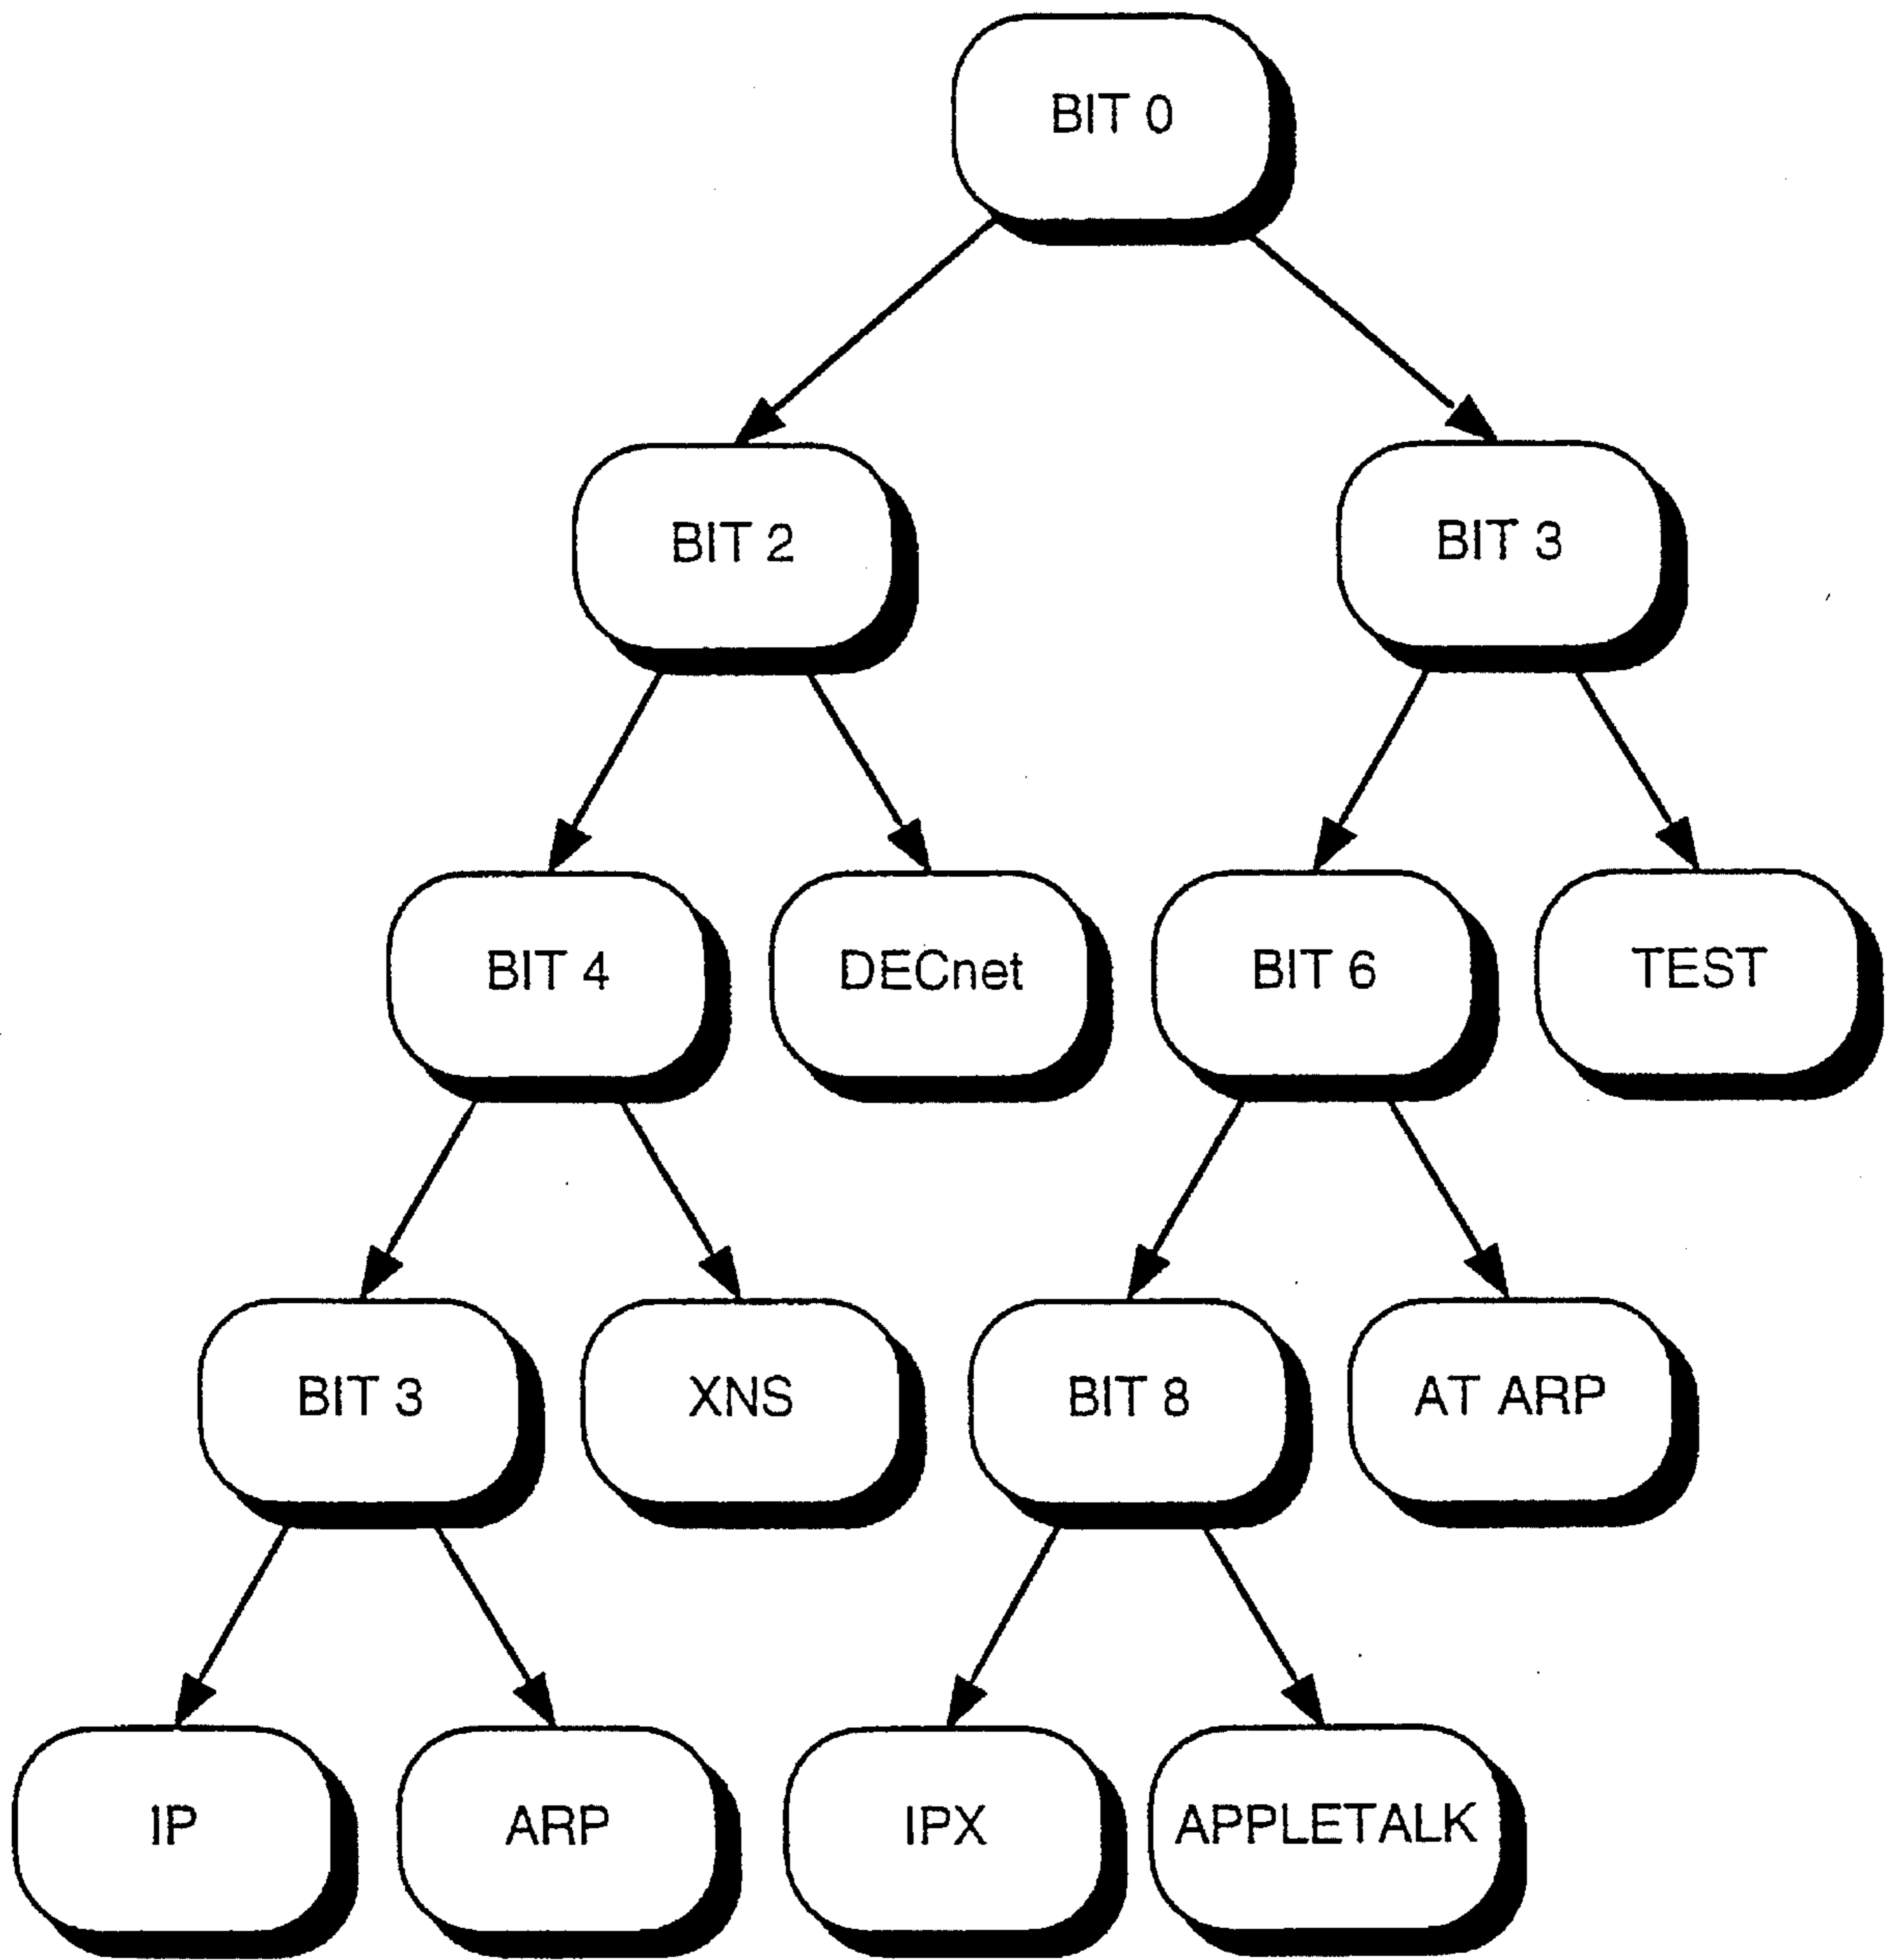 BIT 0
BIT 2
BIT 3
BIT 4
DECnet
BIT 6
TEST
BIT 3
XNS
BIT 8
AT ARP
IP
ARP
IPX
APPLETALK